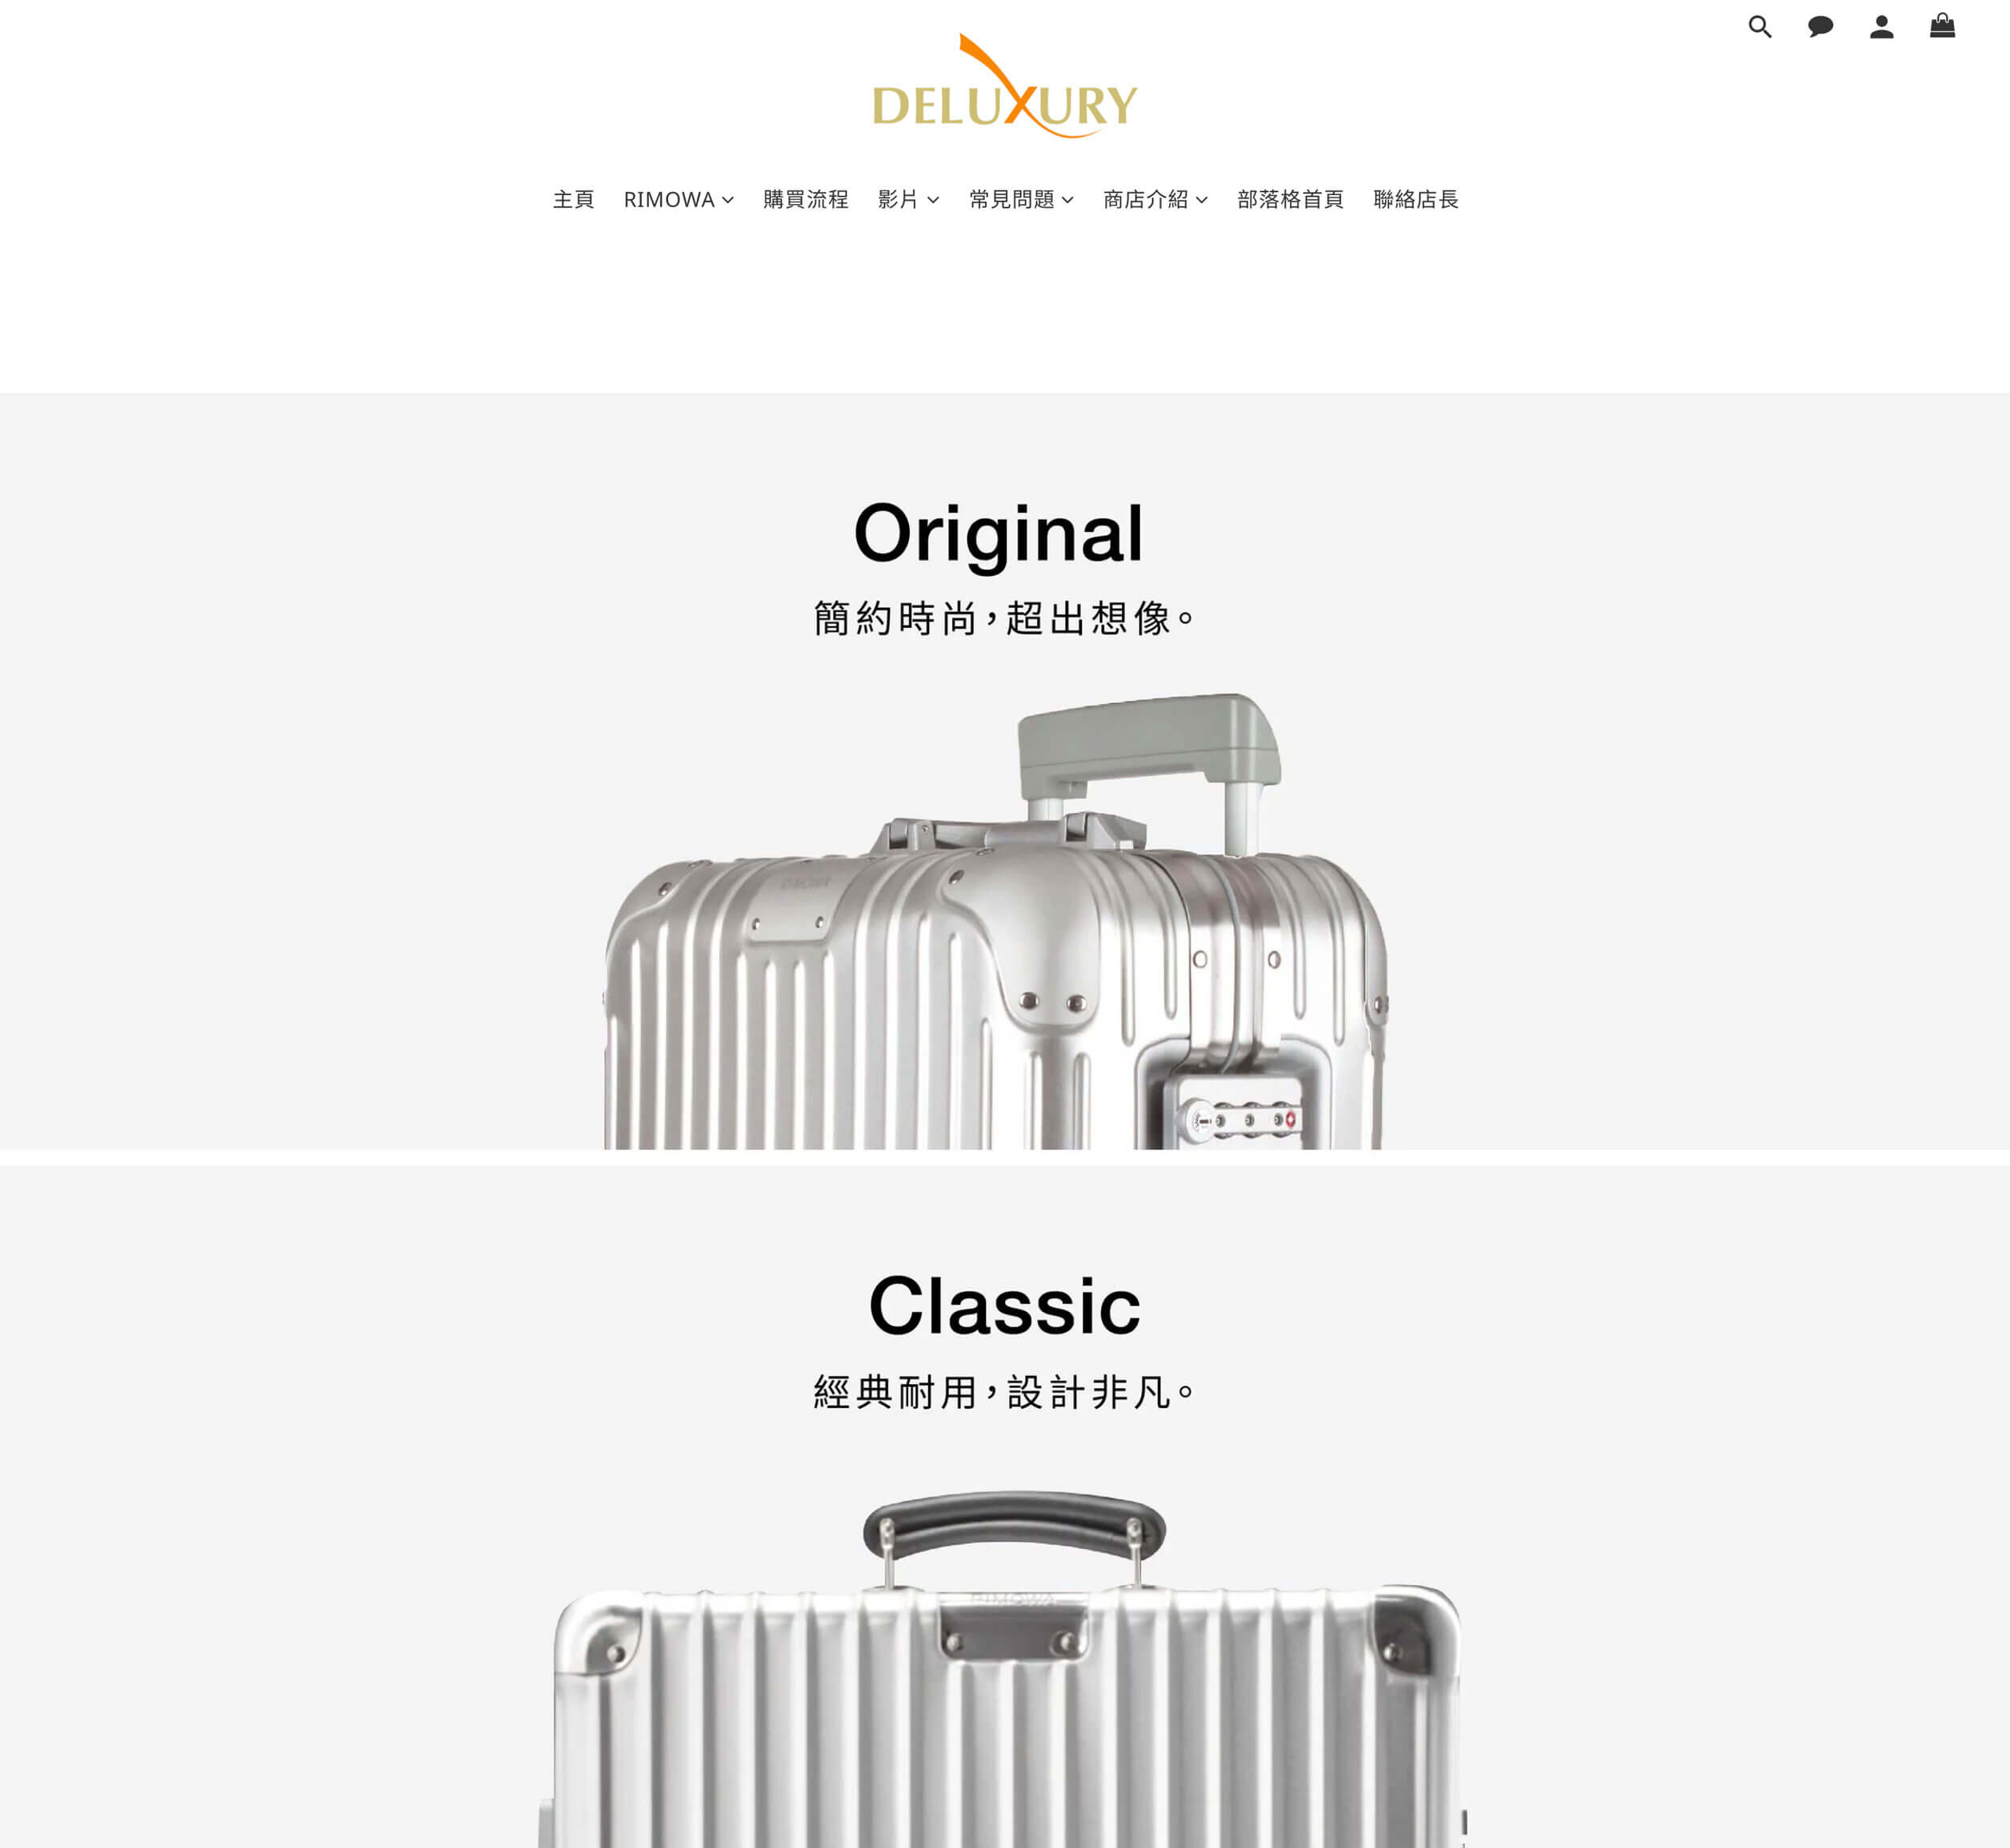 DELUXURY
主頁 RIMOWA 購買流程 影片 常見問題 商店介紹 部落格首頁 聯絡店長
Original
簡約時尚，超出想像。
Classic
經典耐用，設計非凡。
RIMOWA